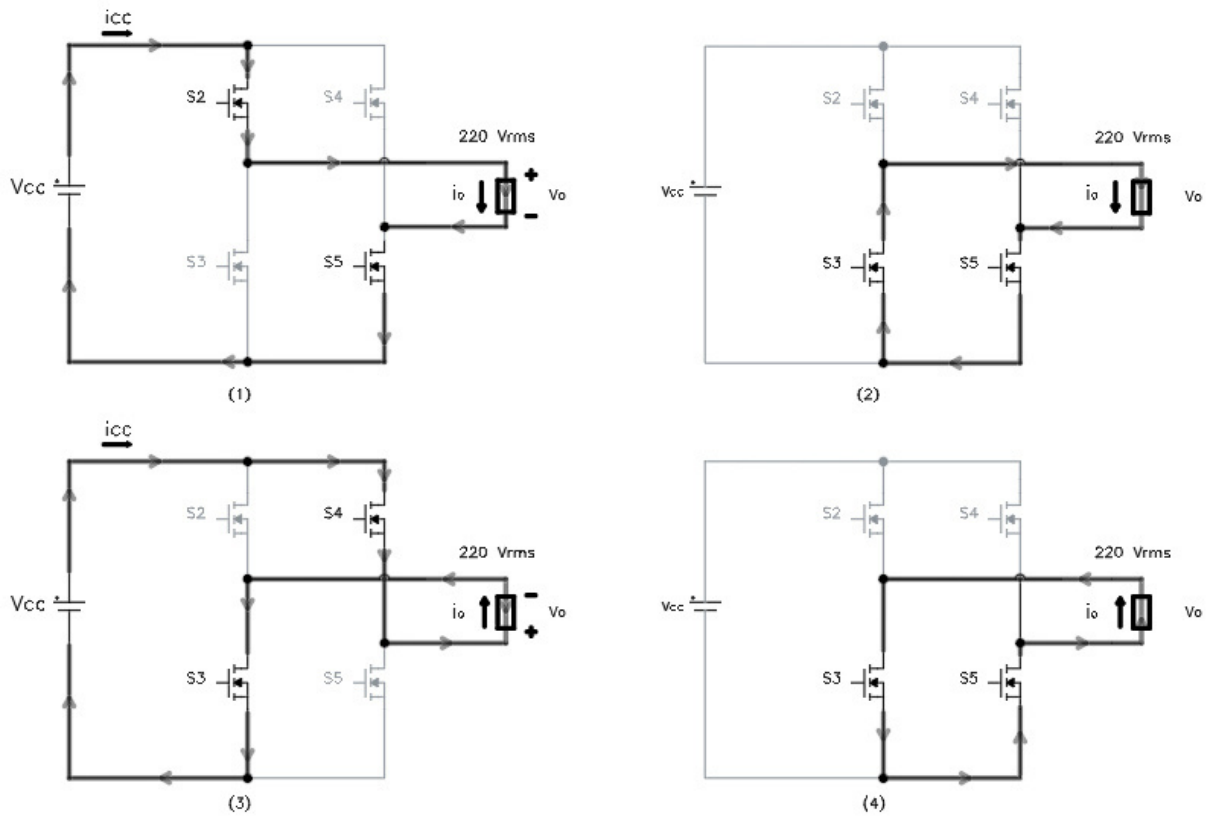 icc
S2
S4
220 Vrms
Vcc
+
io
Vo
-
S3
S5
(1)
S2
S4
220 Vrms
Vcc
+
io
Vo
S3
S5
(2)
icc
S2
S4
220 Vrms
Vcc
+
-
io
Vo
+
S3
S5
(3)
S2
S4
220 Vrms
Vcc
+
io
Vo
S3
S5
(4)